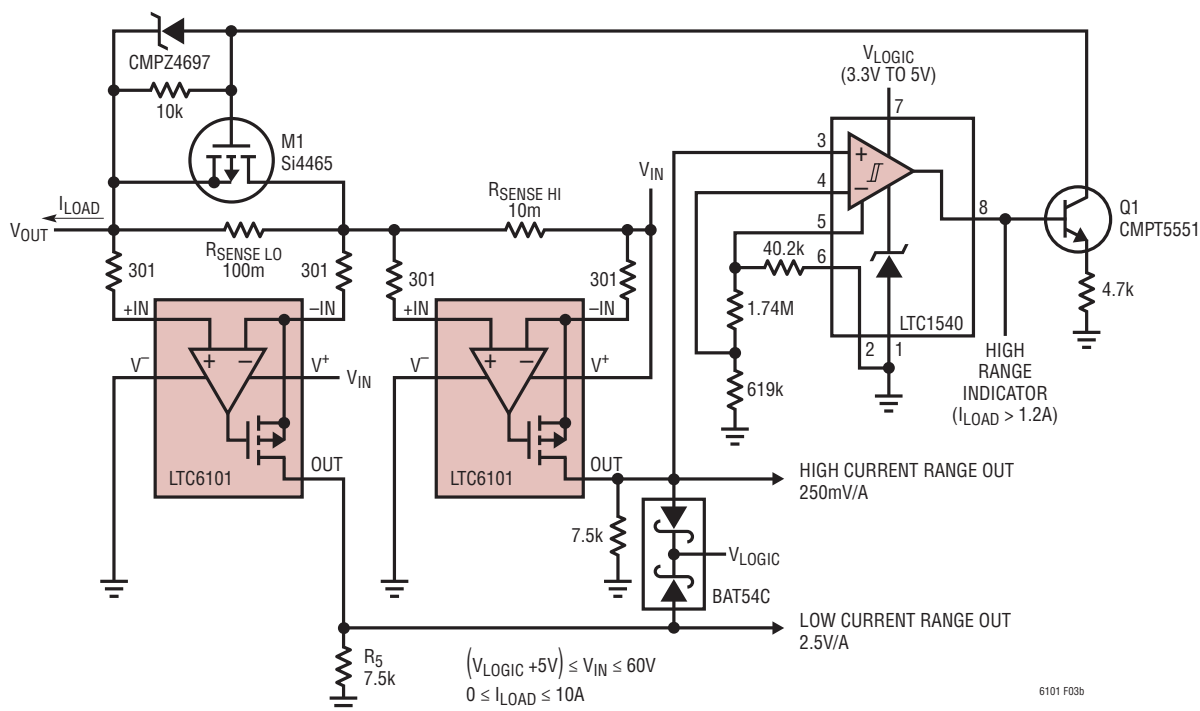 CMPZ4697
10k
M1
Si4465
VLOGIC
(3.3V TO 5V)
7
3
+
4
–
5
40.2k
6
8
Q1
CMPT5551
VIN
ILOAD
VOUT
RSENSE LO
100m
RSENSE HI
10m
301
301
301
301
1.74M
LTC1540
4.7k
+IN
–IN
+IN
–IN
2
1
HIGH
RANGE
INDICATOR
(ILOAD > 1.2A)
V–
+
–
V+
VIN
V–
+
–
V+
619k
LTC6101
OUT
LTC6101
OUT
HIGH CURRENT RANGE OUT
250mV/A
7.5k
VLOGIC
BAT54C
LOW CURRENT RANGE OUT
2.5V/A
R5
7.5k
(VLOGIC +5V) ≤ VIN ≤ 60V
0 ≤ ILOAD ≤ 10A
6101 F03b